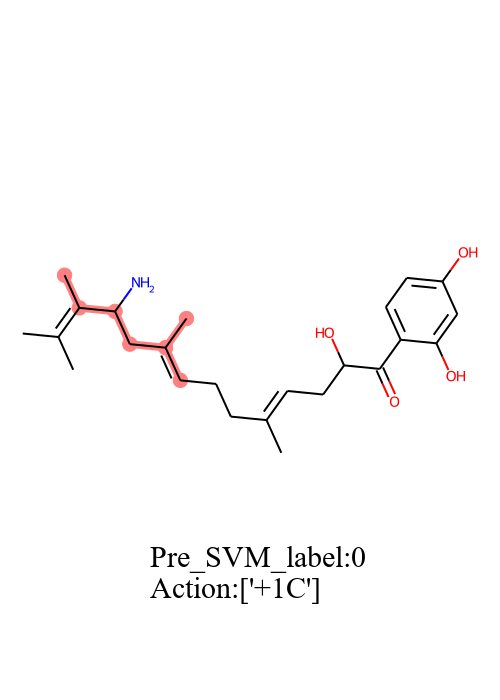 OH
NH2
HO
OH
O
Pre_SVM_label:0
Action:['+1C']